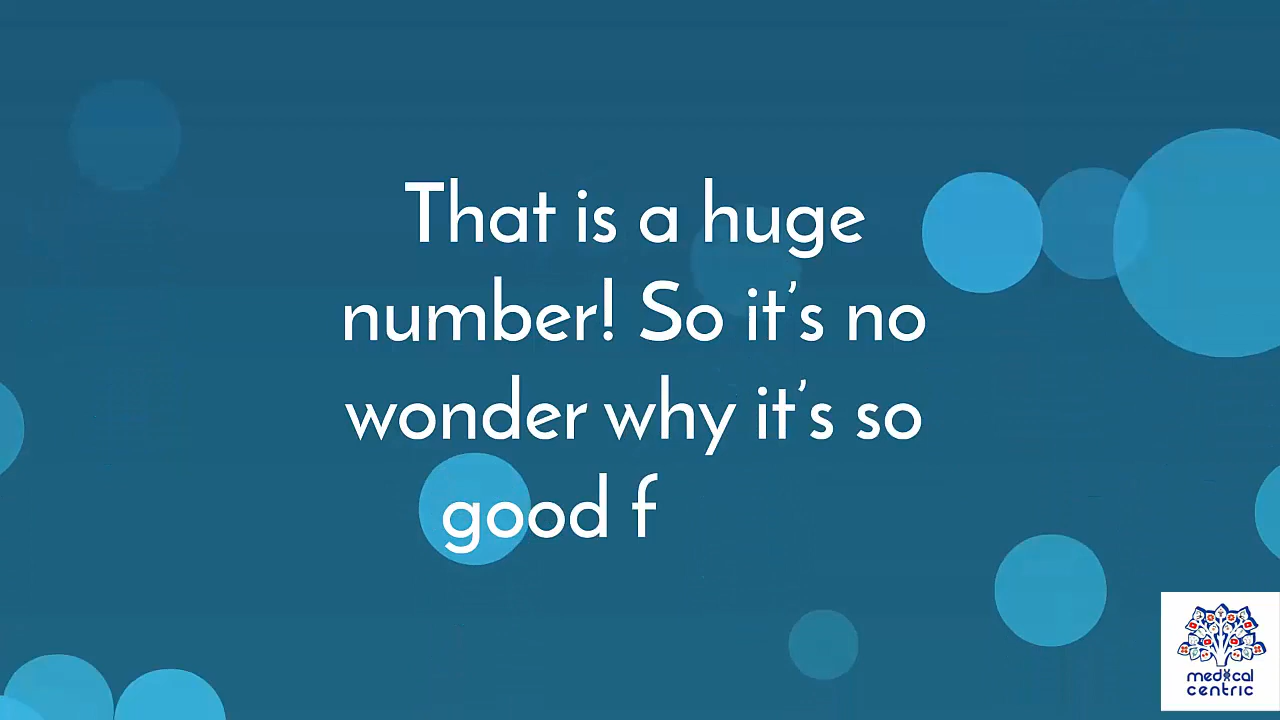 That is a huge
number! So it’s no
wonder why it’s so
good f
medical
centric